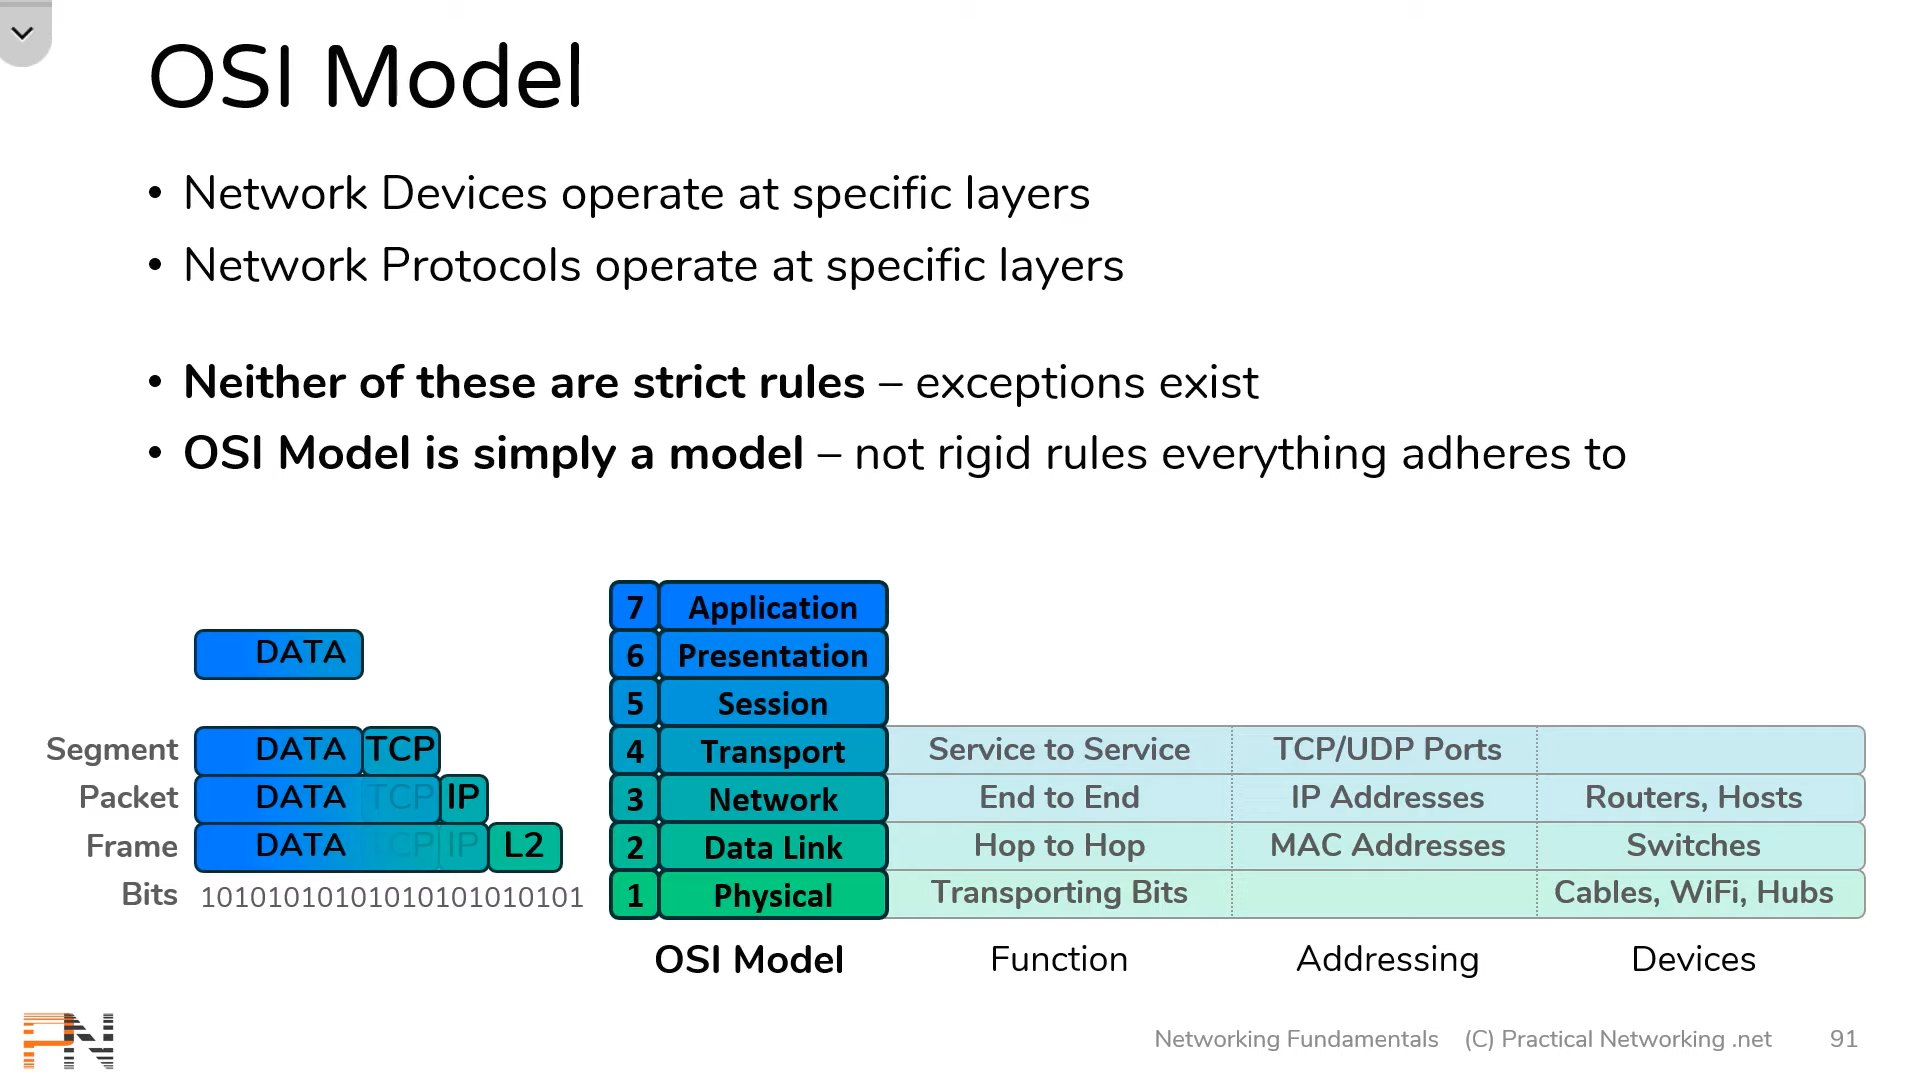 OSI Model
• Network Devices operate at specific layers
• Network Protocols operate at specific layers
• Neither of these are strict rules – exceptions exist
• OSI Model is simply a model – not rigid rules everything adheres to
7 Application
DATA 6 Presentation
5 Session
Segment DATA TCP 4 Transport Service to Service TCP/UDP Ports
Packet DATA TCP IP 3 Network End to End IP Addresses Routers, Hosts
Frame DATA TCP IP L2 2 Data Link Hop to Hop MAC Addresses Switches
Bits 101010101010101010101010101 1 Physical Transporting Bits Cables, WiFi, Hubs
OSI Model Function Addressing Devices
PN Networking Fundamentals (C) Practical Networking .net 91